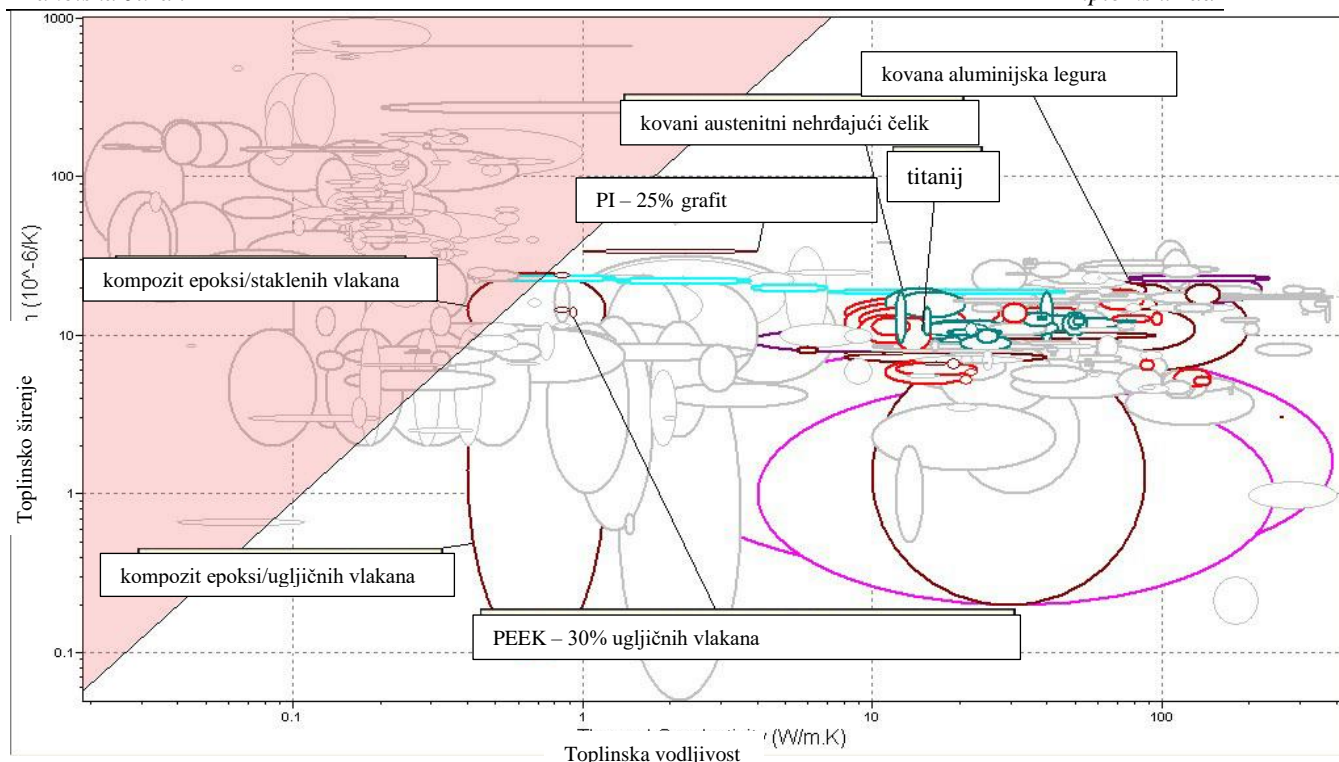 1000
kovana aluminijska legura
kovani austenitni nehrđajući čelik
titanij
100
PI – 25% grafit
kompozit epoksi/staklenih vlakana
(10^-6/K)
10
Toplinsko širenje
1
kompozit epoksi/ugljičnih vlakana
PEEK – 30% ugljičnih vlakana
0.1
0.1
1
10
100
(W/m.K)
Toplinska vodljivost